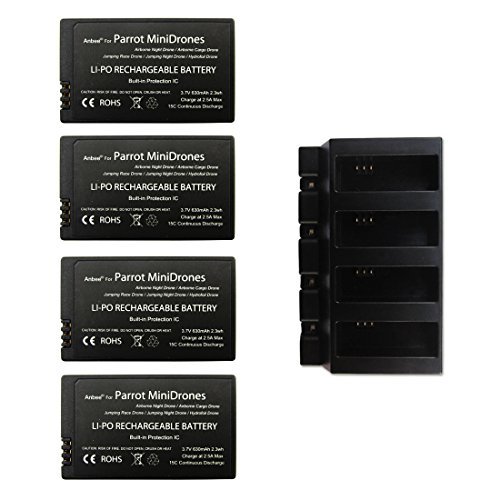 Anbee® For Parrot MiniDrones
Airborne Night Drone / Airborne Cargo Drone
Jumping Race Drone / Jumping Night Drone / Hydrofoil Drone
LI-PO RECHARGEABLE BATTERY
Built-in Protection IC
CAUTION: RISK OF FIRE. DO NOT OPEN, CRUSH OR HEAT.
3.7V 630mAh 2.3wh
Charge at 2.5A Max
15C Continuous Discharge
CE ROHS
Anbee® For Parrot MiniDrones
Airborne Night Drone / Airborne Cargo Drone
Jumping Race Drone / Jumping Night Drone / Hydrofoil Drone
LI-PO RECHARGEABLE BATTERY
Built-in Protection IC
CAUTION: RISK OF FIRE. DO NOT OPEN, CRUSH OR HEAT.
3.7V 630mAh 2.3wh
Charge at 2.5A Max
15C Continuous Discharge
CE ROHS
Anbee® For Parrot MiniDrones
Airborne Night Drone / Airborne Cargo Drone
Jumping Race Drone / Jumping Night Drone / Hydrofoil Drone
LI-PO RECHARGEABLE BATTERY
Built-in Protection IC
CAUTION: RISK OF FIRE. DO NOT OPEN, CRUSH OR HEAT.
3.7V 630mAh 2.3wh
Charge at 2.5A Max
15C Continuous Discharge
CE ROHS
Anbee® For Parrot MiniDrones
Airborne Night Drone / Airborne Cargo Drone
Jumping Race Drone / Jumping Night Drone / Hydrofoil Drone
LI-PO RECHARGEABLE BATTERY
Built-in Protection IC
CAUTION: RISK OF FIRE. DO NOT OPEN, CRUSH OR HEAT.
3.7V 630mAh 2.3wh
Charge at 2.5A Max
15C Continuous Discharge
CE ROHS